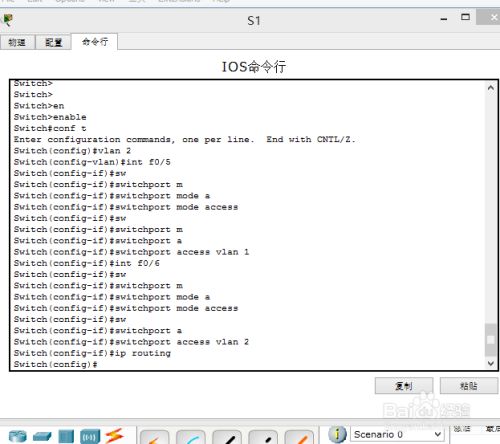 S1
物理 配置 命令行
IOS命令行
Switch>
Switch>
Switch>en
Switch>enable
Switch#conf t
Enter configuration commands, one per line.  End with CNTL/Z.
Switch(config)#vlan 2
Switch(config-vlan)#int f0/5
Switch(config-if)#sw
Switch(config-if)#switchport m
Switch(config-if)#switchport mode a
Switch(config-if)#switchport mode access
Switch(config-if)#sw
Switch(config-if)#switchport m
Switch(config-if)#switchport a
Switch(config-if)#switchport access vlan 1
Switch(config-if)#int f0/6
Switch(config-if)#sw
Switch(config-if)#switchport m
Switch(config-if)#switchport mode a
Switch(config-if)#switchport mode access
Switch(config-if)#sw
Switch(config-if)#switchport a
Switch(config-if)#switchport access vlan 2
Switch(config-if)#ip routing
Switch(config)#
复制 粘贴
Baidu 经验
Scenario 0